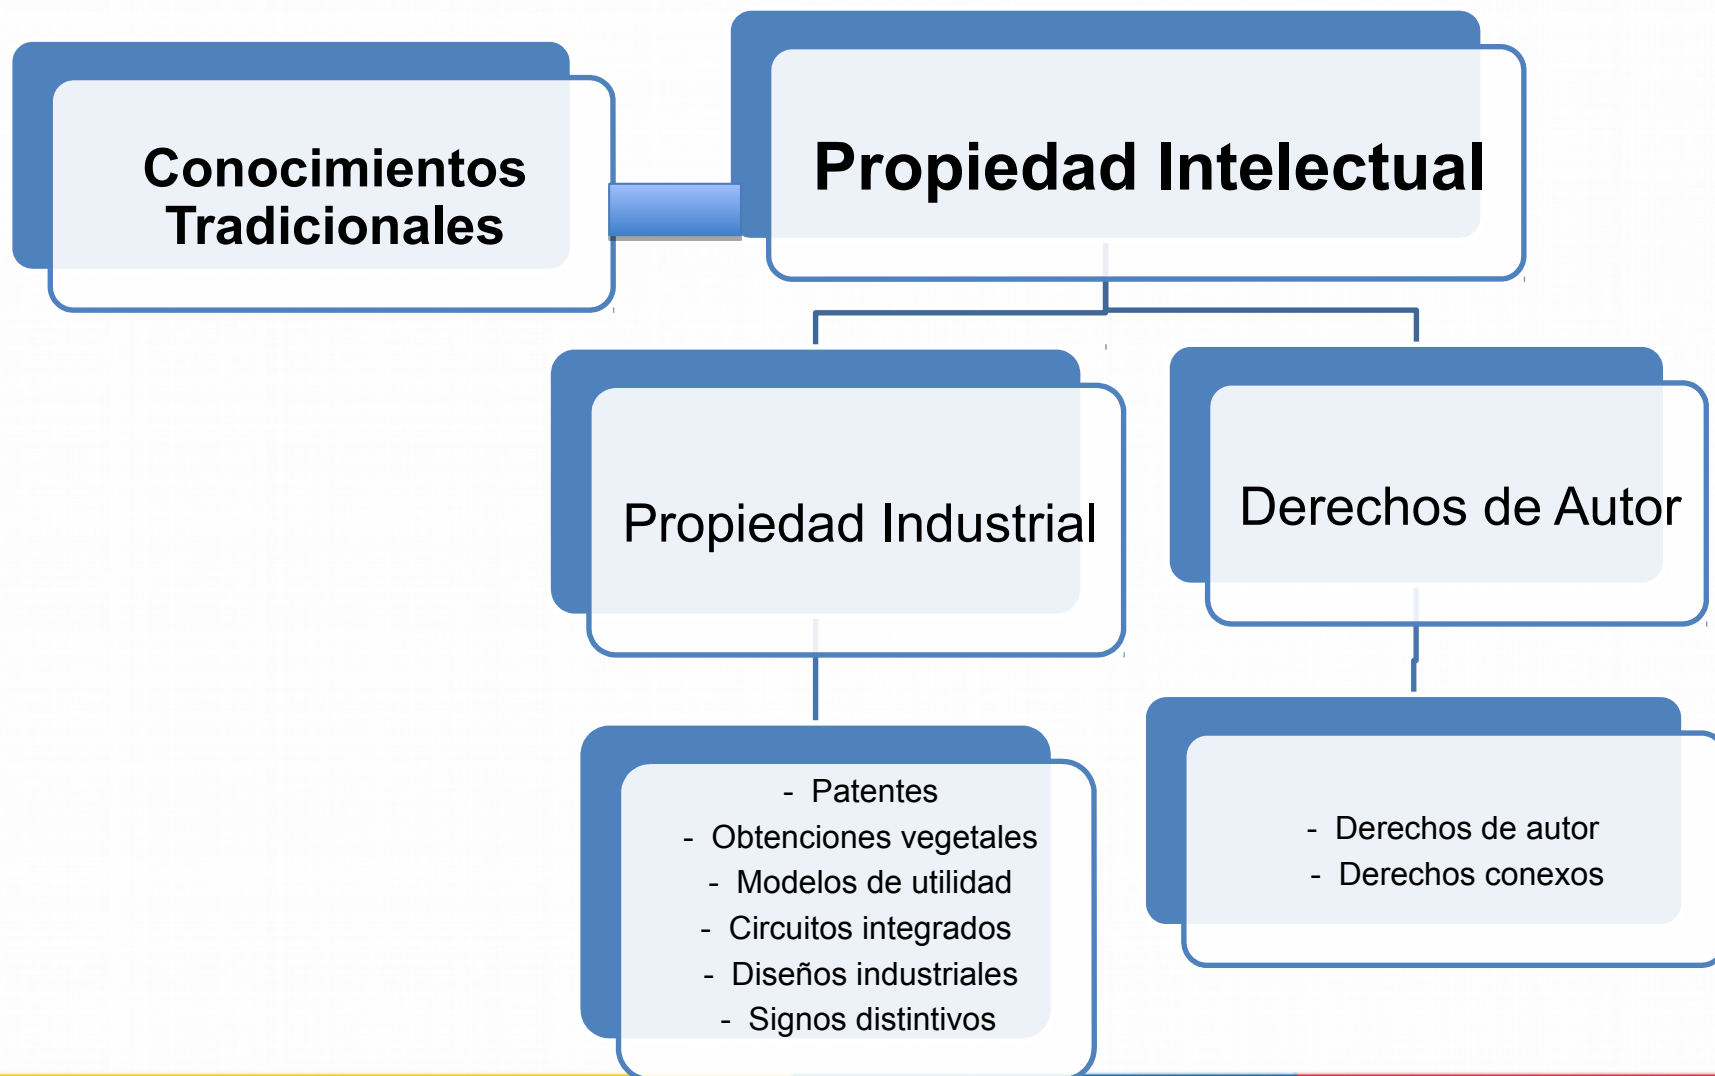 Conocimientos
Tradicionales
Propiedad Intelectual
Propiedad Industrial
Derechos de Autor
- Patentes
- Obtenciones vegetales
- Modelos de utilidad
- Circuitos integrados
- Diseños industriales
- Signos distintivos
- Derechos de autor
- Derechos conexos